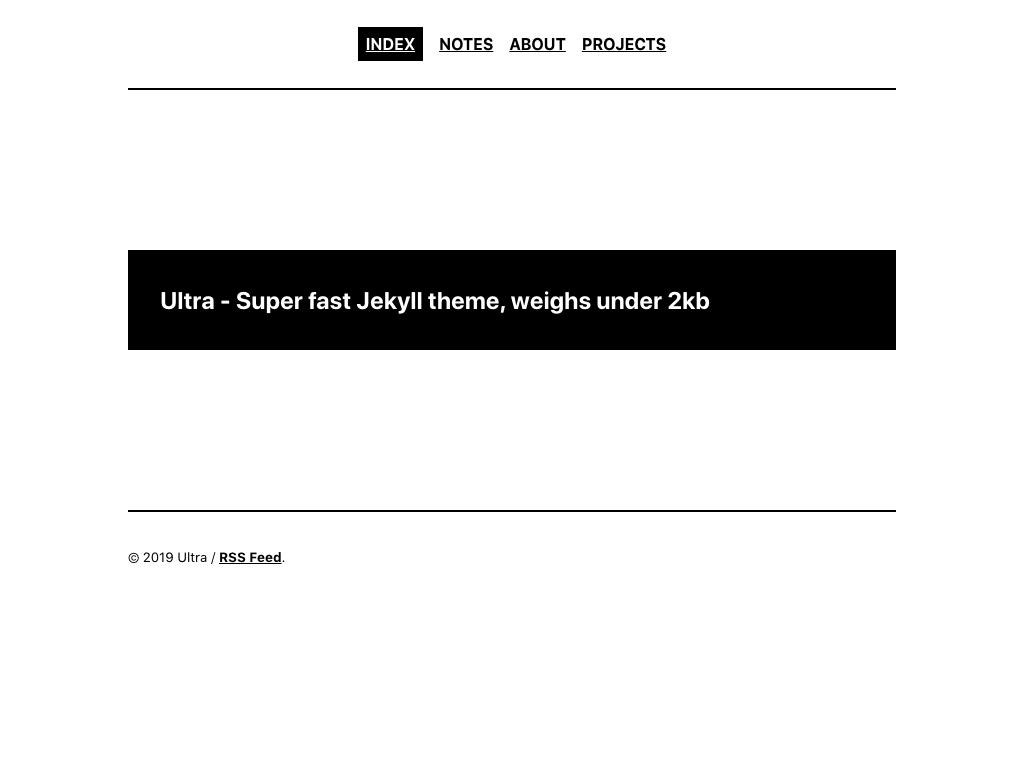 INDEX NOTES ABOUT PROJECTS
Ultra - Super fast Jekyll theme, weighs under 2kb
© 2019 Ultra / RSS Feed.